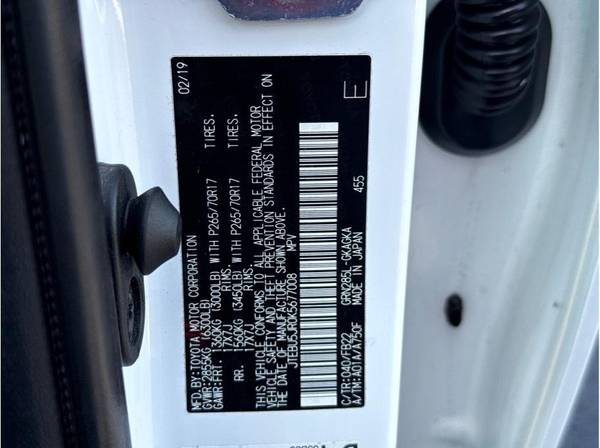 MFD.BY:TOYOTA MOTOR CORPORATION 02/19
GVWR:2855KG (6300LB)
GAWR:FRT. 1360KG (3000LB) WITH P265/70R17 TIRES.
17X7J RIMS.
RR. 1560KG (3450LB) WITH P265/70R17 TIRES.
17X7J RIMS.
THIS VEHICLE CONFORMS TO ALL APPLICABLE FEDERAL MOTOR
VEHICLE SAFETY AND THEFT PREVENTION STANDARDS IN EFFECT ON
THE DATE OF MANUFACTURE SHOWN ABOVE.
JTEBU5JR0K5677008 MPV
E
C/TR:040/FB22 GRN285L-GKAGKA 455
A/TM:A01A/A750F MADE IN JAPAN